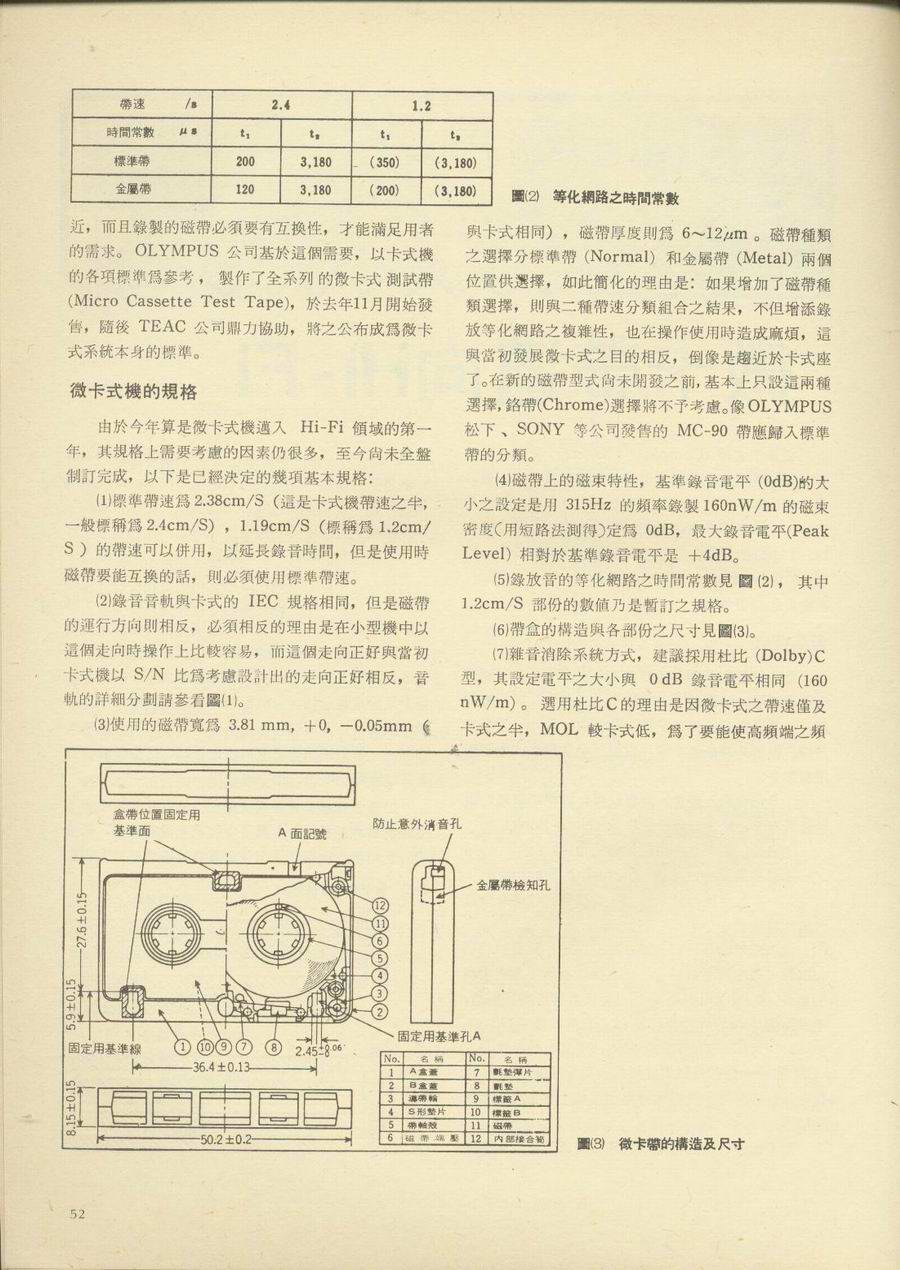 帶速 /s 2.4 1.2
時間常數 μs t₁ t₂ t₁ t₂
標準帶 200 3,180 (350) (3,180)
金屬帶 120 3,180 (200) (3,180)
圖(2) 等化網路之時間常數
近，而且錄製的磁帶必須要有互換性，才能滿足用者
的需求。OLYMPUS 公司基於這個需要，以卡式機
的各項標準爲參考，製作了全系列的微卡式測試帶
(Micro Cassette Test Tape)，於去年11月開始發
售，隨後 TEAC 公司鼎力協助，將之公布成爲微卡
式系統本身的標準。
微卡式機的規格
由於今年算是微卡式機邁入 Hi-Fi 領域的第一
年，其規格上需要考慮的因素仍很多，至今尙未全盤
制訂完成，以下是已經決定的幾項基本規格：
(1)標準帶速爲2.38cm/S（這是卡式機帶速之半，
一般標稱爲2.4cm/S），1.19cm/S（標稱爲1.2cm/
S）的帶速可以併用，以延長錄音時間，但是使用時
磁帶要能互換的話，則必須使用標準帶速。
(2)錄音音軌與卡式的 IEC 規格相同，但是磁帶
的運行方向則相反，必須相反的理由是在小型機中以
這個走向時操作上比較容易，而這個走向正好與當初
卡式機以 S/N 比爲考慮設計出的走向正好相反，音
軌的詳細分劃請參看圖(1)。
(3)使用的磁帶寬爲 3.81 mm, +0, −0.05mm（
與卡式相同），磁帶厚度則爲 6～12μm。磁帶種類
之選擇分標準帶 (Normal) 和金屬帶 (Metal) 兩個
位置供選擇，如此簡化的理由是：如果增加了磁帶種
類選擇，則與二種帶速分類組合之結果，不但增添錄
放等化網路之複雜性，也在操作使用時造成麻煩，這
與當初發展微卡式之目的相反，倒像是趨近於卡式座
了。在新的磁帶型式尙未開發之前，基本上只設這兩種
選擇，鉻帶(Chrome)選擇將不予考慮。像OLYMPUS
松下、SONY 等公司發售的 MC-90 帶應歸入標準
帶的分類。
(4)磁帶上的磁束特性，基準錄音電平 (0dB)的大
小之設定是用 315Hz 的頻率錄製160nW/m 的磁束
密度（用短路法測得）定爲 0dB，最大錄音電平(Peak
Level) 相對於基準錄音電平是 +4dB。
(5)錄放音的等化網路之時間常數見圖(2)，其中
1.2cm/S 部份的數値乃是暫訂之規格。
(6)帶盒的構造與各部份之尺寸見圖(3)。
(7)雜音消除系統方式，建議採用杜比 (Dolby)C
型，其設定電平之大小與 0dB 錄音電平相同 (160
nW/m)。選用杜比C的理由是因微卡式之帶速僅及
卡式之半，MOL 較卡式低，爲了要能使高頻端之頻
盒帶位置固定用
基準面
A 面記號
防止意外消音孔
金屬帶檢知孔
27.6±0.15
5.9±0.15
⑫
⑪
⑥
⑤
④
③
②
固定用基準孔A
固定用基準線
① ⑩ ⑨ ⑦ ⑧
2.45
36.4±0.13
8.15±0.15
50.2±0.2
No. 名稱 No. 名稱
1 A盒蓋 7 氈墊彈片
2 B盒蓋 8 氈墊
3 導帶輪 9 標籤A
4 S形墊片 10 標籤B
5 帶軸殼 11 磁帶
6 磁帶端壓 12 內部接合筍
圖(3) 微卡帶的構造及尺寸
52